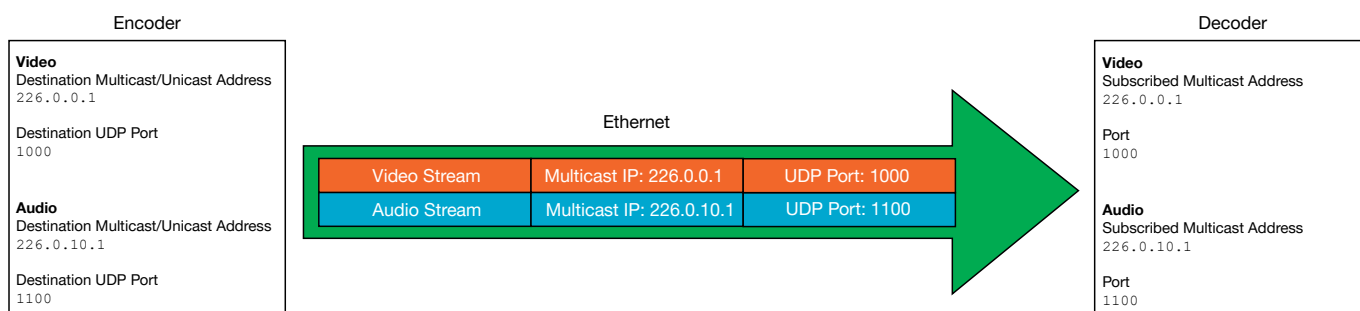 Encoder
Video
Destination Multicast/Unicast Address
226.0.0.1
Destination UDP Port
1000
Audio
Destination Multicast/Unicast Address
226.0.10.1
Destination UDP Port
1100
Ethernet
Video Stream Multicast IP: 226.0.0.1 UDP Port: 1000
Audio Stream Multicast IP: 226.0.10.1 UDP Port: 1100
Decoder
Video
Subscribed Multicast Address
226.0.0.1
Port
1000
Audio
Subscribed Multicast Address
226.0.10.1
Port
1100